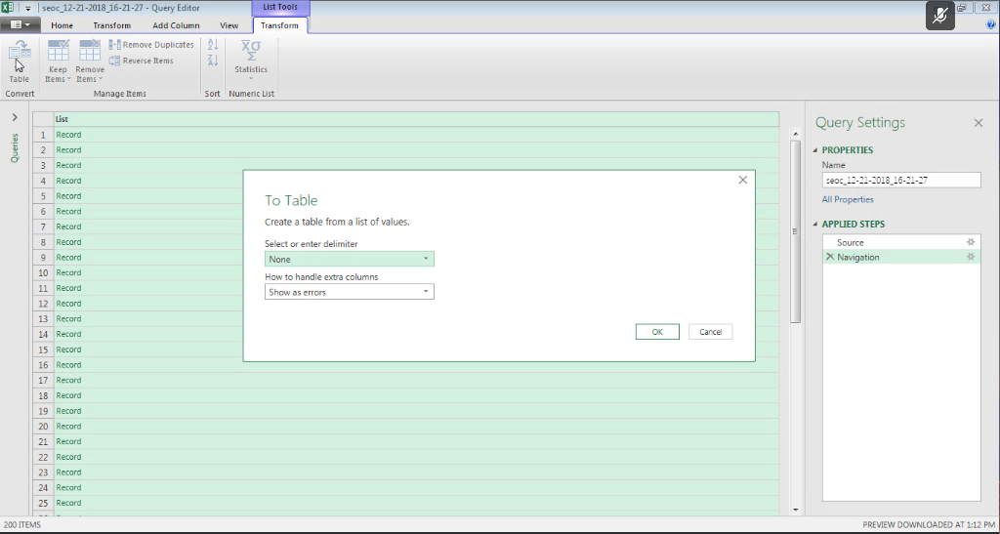 seoc_12-21-2018_16-21-27 - Query Editor
List Tools
Home Transform Add Column View Transform
Table
Keep Items
Remove Items
Remove Duplicates
Reverse Items
Statistics
Convert Manage Items Sort Numeric List
Queries
List
1 Record
2 Record
3 Record
4 Record
5 Record
6 Record
7 Record
8 Record
9 Record
10 Record
11 Record
12 Record
13 Record
14 Record
15 Record
16 Record
17 Record
18 Record
19 Record
20 Record
21 Record
22 Record
23 Record
24 Record
25 Record
To Table
Create a table from a list of values.
Select or enter delimiter
None
How to handle extra columns
Show as errors
OK Cancel
Query Settings
PROPERTIES
Name
seoc_12-21-2018_16-21-27
All Properties
APPLIED STEPS
Source
Navigation
200 ITEMS
PREVIEW DOWNLOADED AT 1:12 PM